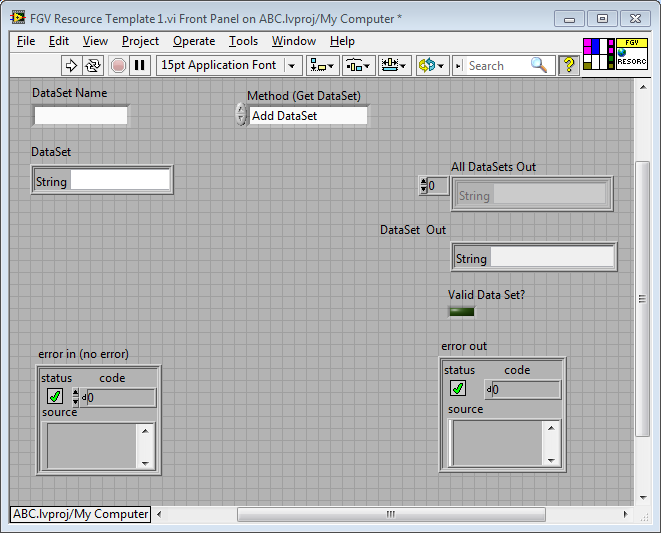 FGV Resource Template 1.vi Front Panel on ABC.lvproj/My Computer *
File Edit View Project Operate Tools Window Help
15pt Application Font
Search
?
FGV
RESORC
DataSet Name
Method (Get DataSet)
Add DataSet
DataSet
String
All DataSets Out
0
String
DataSet Out
String
Valid Data Set?
error in (no error)
status code
d0
source
error out
status code
d0
source
ABC.lvproj/My Computer